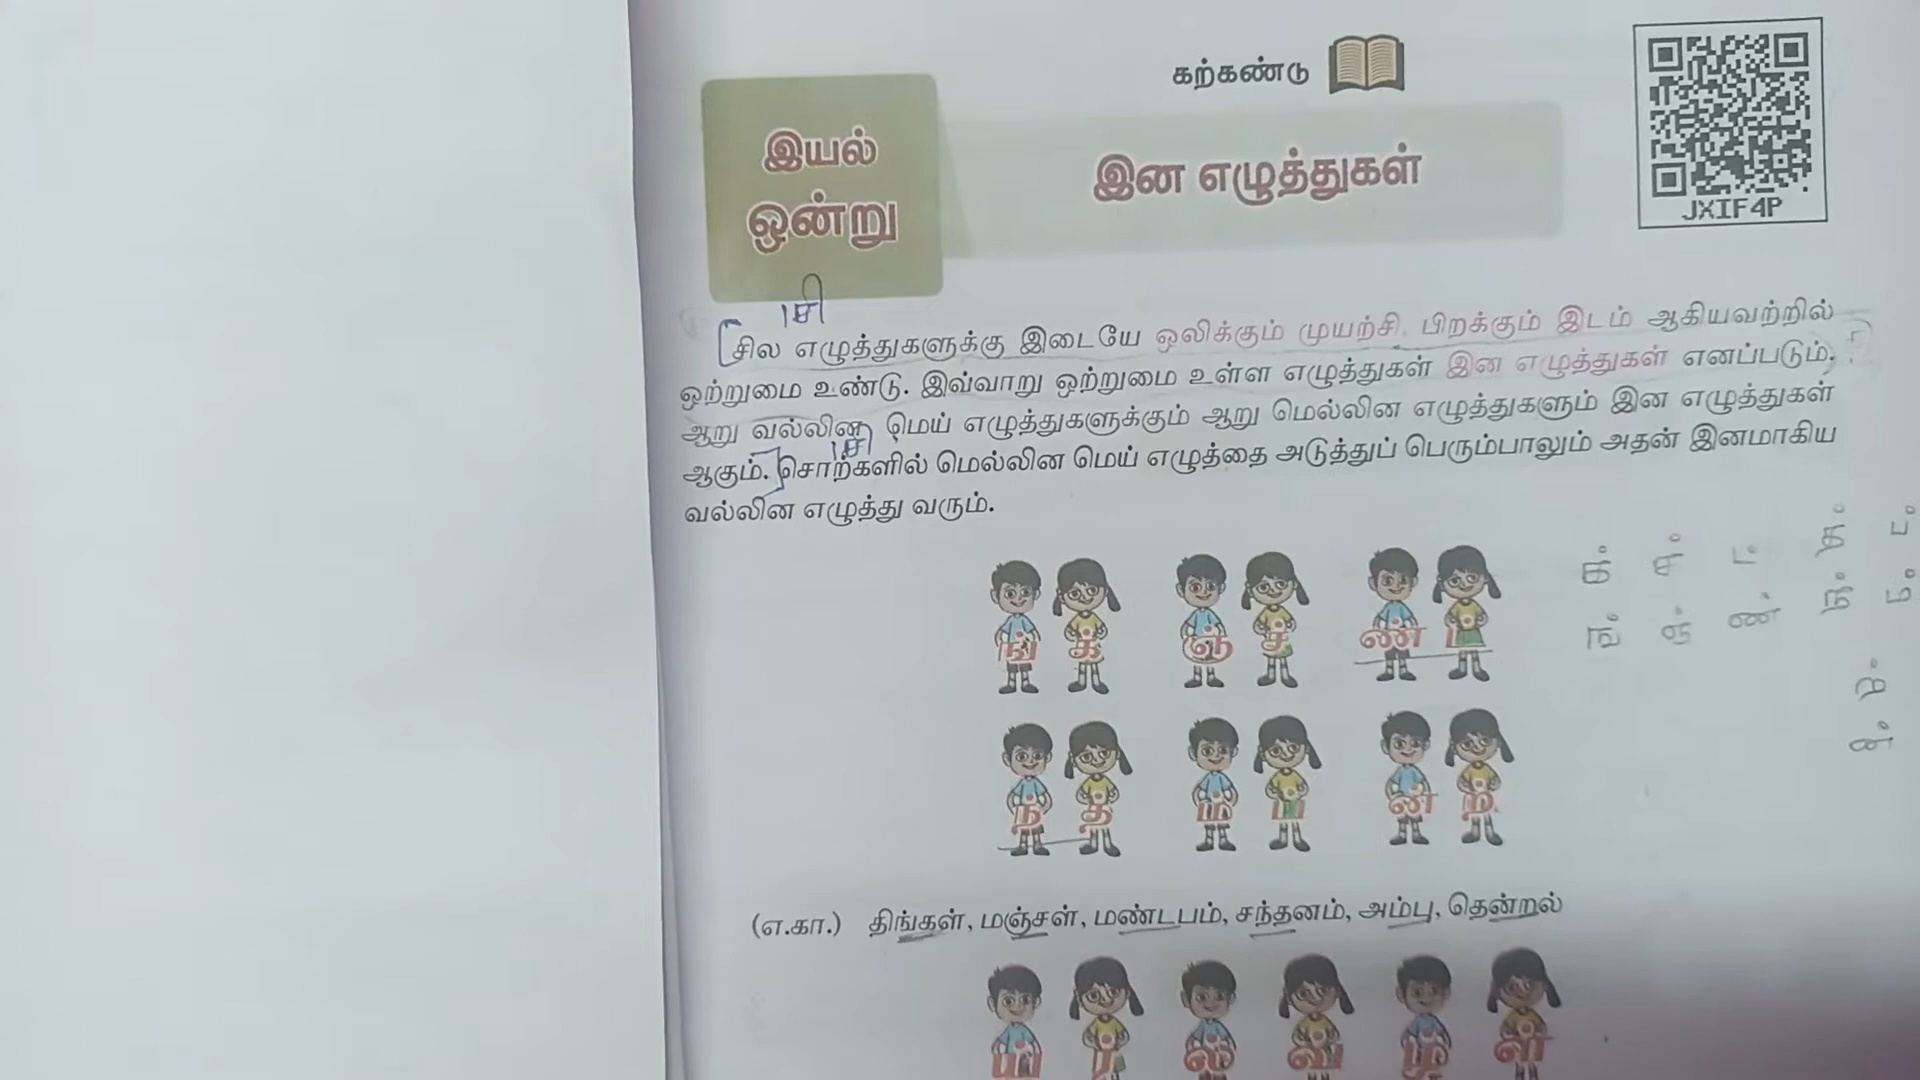 கற்கண்டு
இயல்
ஒன்று
இன எழுத்துகள்
JXIF4P
சில எழுத்துகளுக்கு இடையே ஒலிக்கும் முயற்சி, பிறக்கும் இடம் ஆகியவற்றில்
ஒற்றுமை உண்டு. இவ்வாறு ஒற்றுமை உள்ள எழுத்துகள் இன எழுத்துகள் எனப்படும்.
ஆறு வல்லின மெய் எழுத்துகளுக்கும் ஆறு மெல்லின எழுத்துகளும் இன எழுத்துகள்
ஆகும். சொற்களில் மெல்லின மெய் எழுத்தை அடுத்துப் பெரும்பாலும் அதன் இனமாகிய
வல்லின எழுத்து வரும்.
ங் க் ஞ் ச் ண் ட்
ந் த் ம் ப் ன் ற்
க் ச் ட் த் ப் ற்
ங் ஞ் ண் ந் ம் ன்
(எ.கா.) திங்கள், மஞ்சள், மண்டபம், சந்தனம், அம்பு, தென்றல்
ய் ர் ல் வ் ழ் ள்